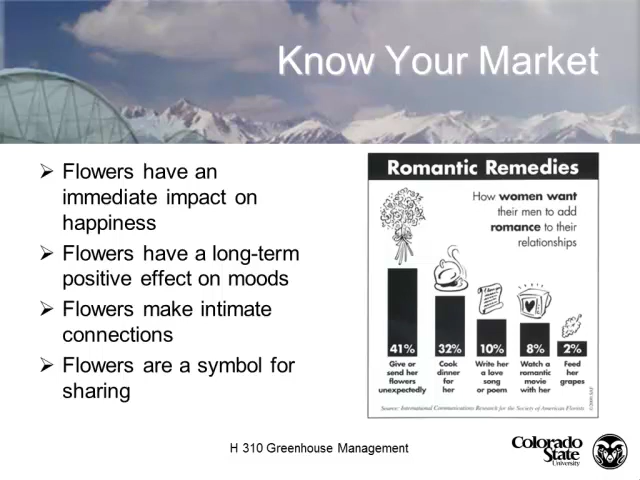 Know Your Market
Flowers have an
immediate impact on
happiness
Flowers have a long-term
positive effect on moods
Flowers make intimate
connections
Flowers are a symbol for
sharing
Romantic Remedies
How women want
their men to add
romance to their
relationships
41%
32%
10%
8%
2%
Give or
send her
flowers
unexpectedly
Cook
dinner
for
her
Write her
a love
song
or poem
Watch a
romantic
movie
with her
Feed
her
grapes
Source: International Communications Research for the Society of American Florists
H 310 Greenhouse Management
Colorado
State
University